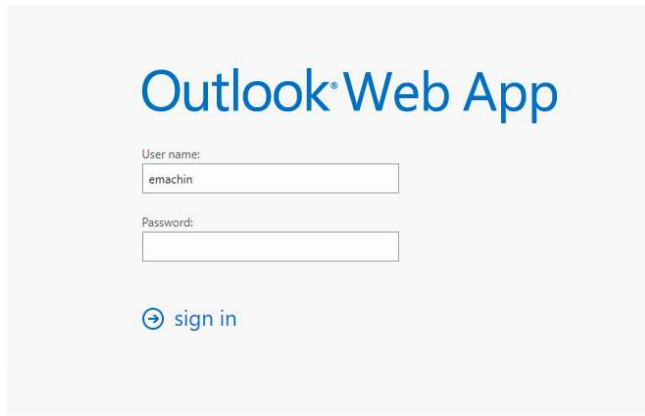 Outlook® Web App
User name:
emachin
Password:
sign in